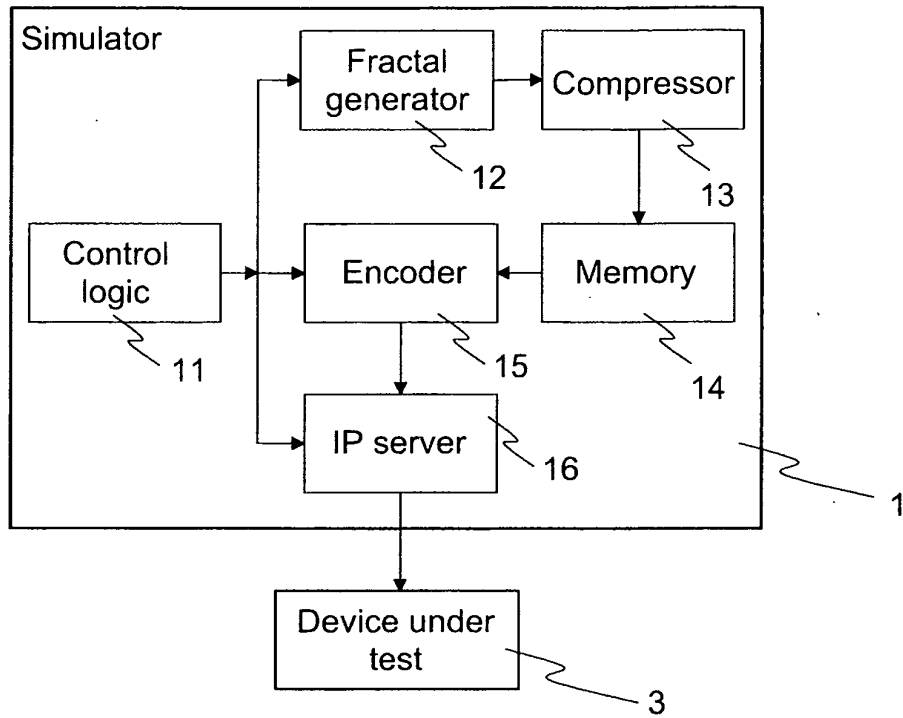 Simulator
Fractal
generator
12
Compressor
13
Control
logic
11
Encoder
15
Memory
14
IP server
16
1
Device under
test
3